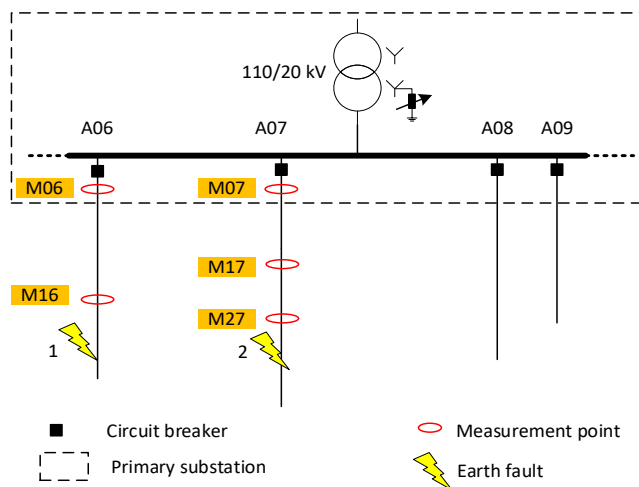 110/20 kV
A06
A07
A08
A09
M06
M07
M17
M16
M27
1
2
Circuit breaker
Measurement point
Primary substation
Earth fault